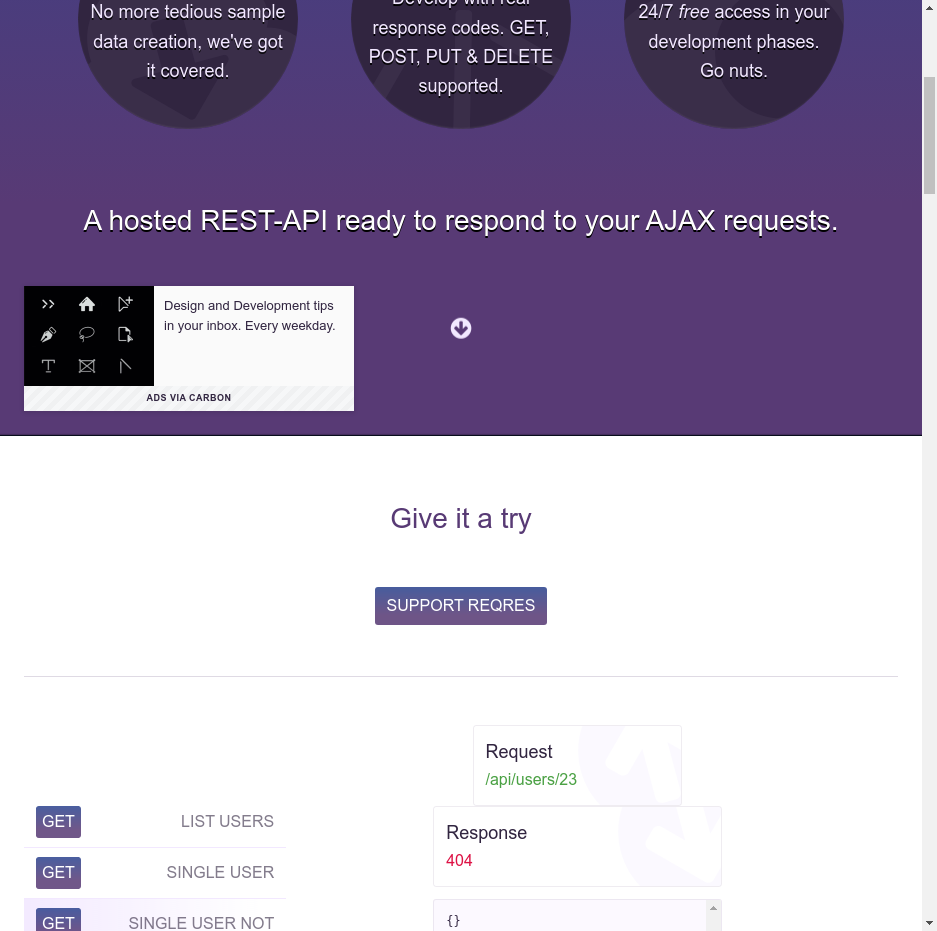 No more tedious sample
data creation, we've got
it covered.
Develop with real
response codes. GET,
POST, PUT & DELETE
supported.
24/7 free access in your
development phases.
Go nuts.
A hosted REST-API ready to respond to your AJAX requests.
Design and Development tips
in your inbox. Every weekday.
ADS VIA CARBON
Give it a try
SUPPORT REQRES
Request
/api/users/23
GET LIST USERS
Response
404
GET SINGLE USER
GET SINGLE USER NOT
{}